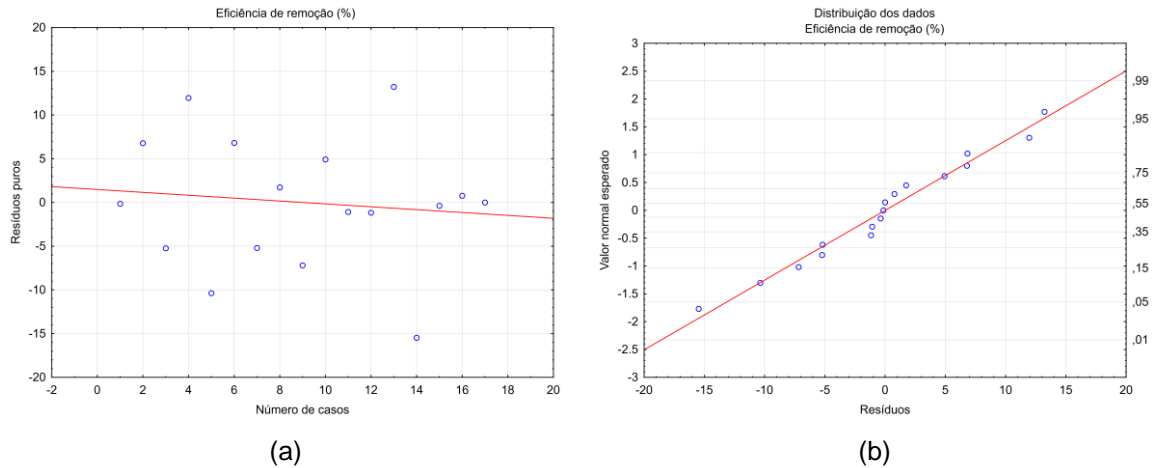 Eficiência de remoção (%)
20
15
10
5
0
-5
-10
-15
-20
Resíduos puros
-2 0 2 4 6 8 10 12 14 16 18 20
Número de casos
(a)
Distribuição dos dados
Eficiência de remoção (%)
3
2.5
2
1.5
1
0.5
0
-0.5
-1
-1.5
-2
-2.5
-3
Valor normal esperado
,99
,95
,75
,55
,35
,15
,05
,01
-20 -15 -10 -5 0 5 10 15 20
Resíduos
(b)